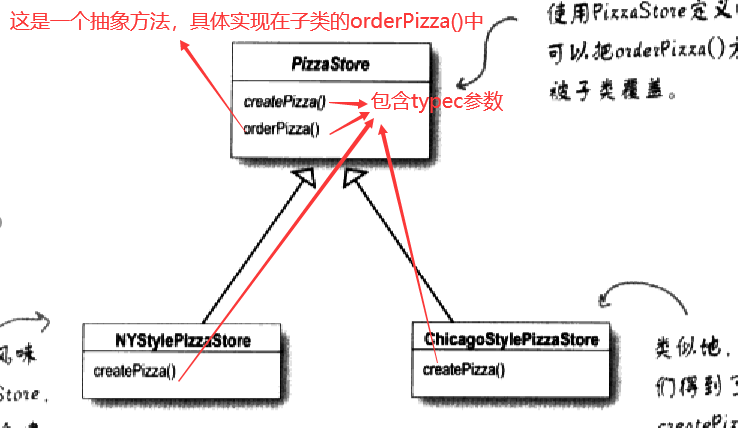 这是一个抽象方法，具体实现在子类的orderPizza()中
使用PizzaStore定义
可以把orderPizza()方
被子类覆盖。
PizzaStore
createPizza()
包含typec参数
orderPizza()
NYStylePizzaStore
createPizza()
ChicagoStylePizzaStore
createPizza()
风味
Store,
类似地，
们得到了
createPiz